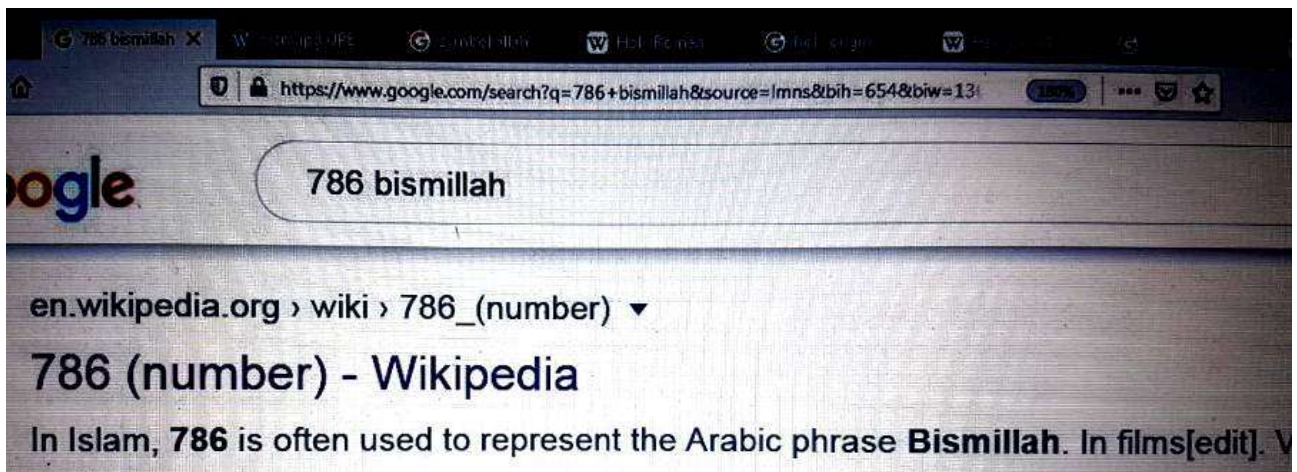 786 bismillah
https://www.google.com/search?q=786+bismillah&source=lmns&bih=654&biw=13
180%
oogle
786 bismillah
en.wikipedia.org › wiki › 786_(number)
786 (number) - Wikipedia
In Islam, 786 is often used to represent the Arabic phrase Bismillah. In films[edit]. V